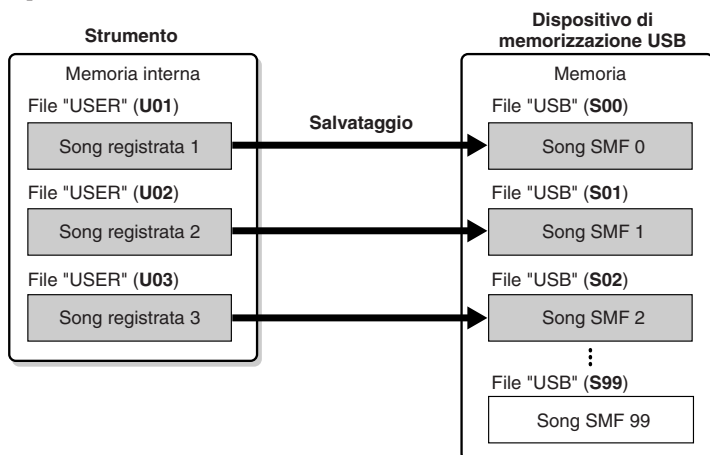 Strumento
Dispositivo di
memorizzazione USB
Memoria interna
Memoria
File "USER" (U01)
Salvataggio
File "USB" (S00)
Song registrata 1
Song SMF 0
File "USER" (U02)
File "USB" (S01)
Song registrata 2
Song SMF 1
File "USER" (U03)
File "USB" (S02)
Song registrata 3
Song SMF 2
File "USB" (S99)
Song SMF 99